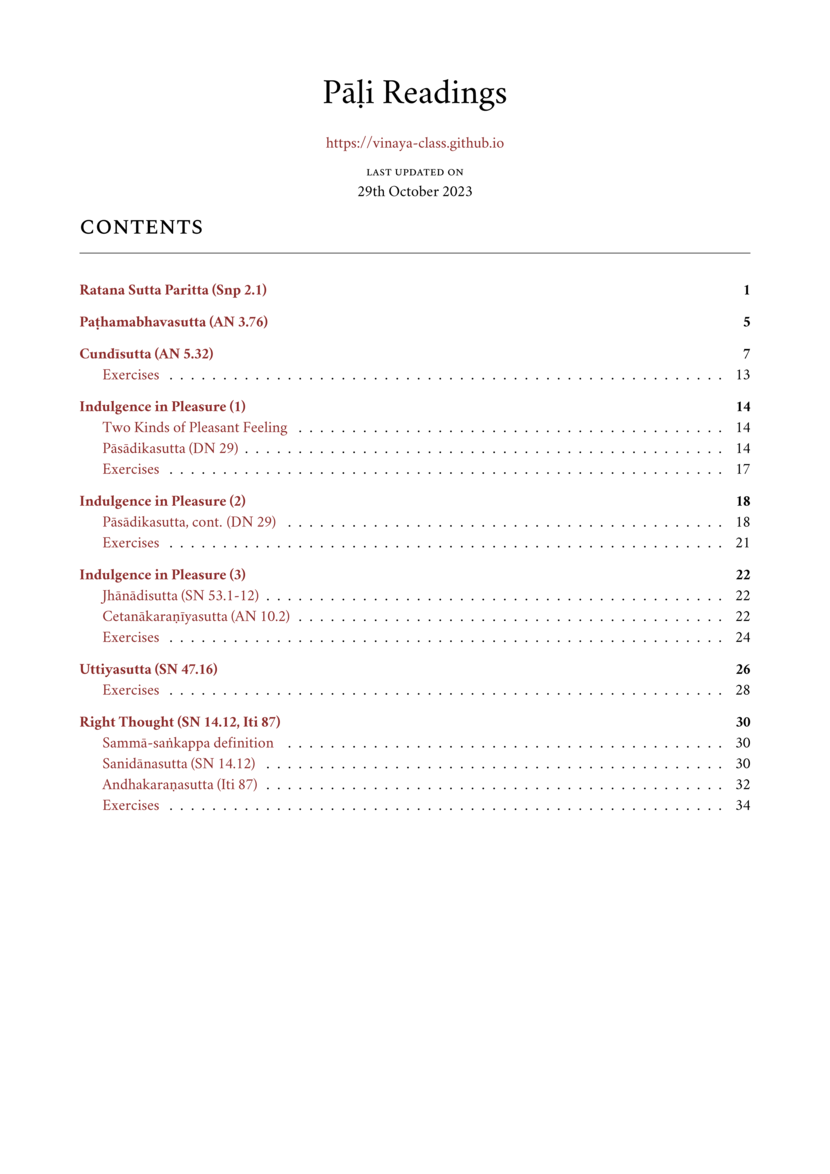 Pāḷi Readings
https://vinaya-class.github.io
LAST UPDATED ON
29th October 2023
CONTENTS
Ratana Sutta Paritta (Snp 2.1) 1
Paṭhamabhavasutta (AN 3.76) 5
Cundīsutta (AN 5.32) 7
Exercises . . . . . . . . . . . . . . . . . . . . . . . . . . . . . . . . . . . . . . . . . . . . . . . . . . . . 13
Indulgence in Pleasure (1) 14
Two Kinds of Pleasant Feeling . . . . . . . . . . . . . . . . . . . . . . . . . . . . . . . . . . . . . . . . 14
Pāsādikasutta (DN 29) . . . . . . . . . . . . . . . . . . . . . . . . . . . . . . . . . . . . . . . . . . . . . 14
Exercises . . . . . . . . . . . . . . . . . . . . . . . . . . . . . . . . . . . . . . . . . . . . . . . . . . . . 17
Indulgence in Pleasure (2) 18
Pāsādikasutta, cont. (DN 29) . . . . . . . . . . . . . . . . . . . . . . . . . . . . . . . . . . . . . . . . . 18
Exercises . . . . . . . . . . . . . . . . . . . . . . . . . . . . . . . . . . . . . . . . . . . . . . . . . . . . 21
Indulgence in Pleasure (3) 22
Jhānādisutta (SN 53.1-12) . . . . . . . . . . . . . . . . . . . . . . . . . . . . . . . . . . . . . . . . . . . 22
Cetanākaraṇīyasutta (AN 10.2) . . . . . . . . . . . . . . . . . . . . . . . . . . . . . . . . . . . . . . . . 22
Exercises . . . . . . . . . . . . . . . . . . . . . . . . . . . . . . . . . . . . . . . . . . . . . . . . . . . . 24
Uttiyasutta (SN 47.16) 26
Exercises . . . . . . . . . . . . . . . . . . . . . . . . . . . . . . . . . . . . . . . . . . . . . . . . . . . . 28
Right Thought (SN 14.12, Iti 87) 30
Sammā-saṅkappa definition . . . . . . . . . . . . . . . . . . . . . . . . . . . . . . . . . . . . . . . . . 30
Sanidānasutta (SN 14.12) . . . . . . . . . . . . . . . . . . . . . . . . . . . . . . . . . . . . . . . . . . . 30
Andhakaraṇasutta (Iti 87) . . . . . . . . . . . . . . . . . . . . . . . . . . . . . . . . . . . . . . . . . . . 32
Exercises . . . . . . . . . . . . . . . . . . . . . . . . . . . . . . . . . . . . . . . . . . . . . . . . . . . . 34